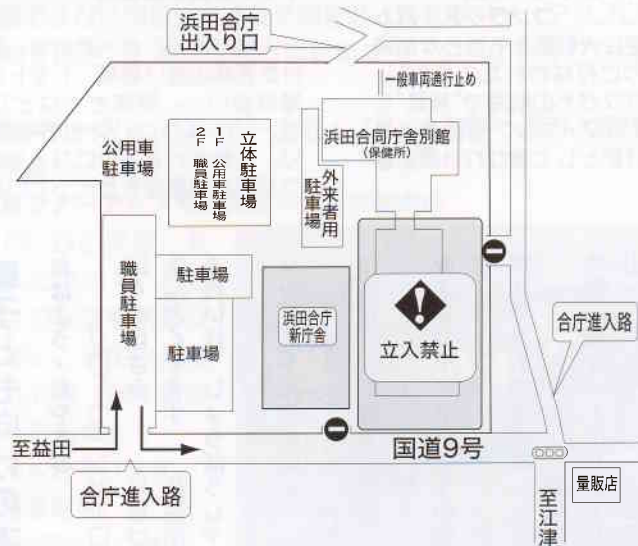 浜田合庁
出入り口
一般車両通行止め
浜田合同庁舎別館
(保健所)
公用車
駐車場
立体駐車場
1F 公用車駐車場
2F 職員駐車場
外来者用
駐車場
職員駐車場
駐車場
駐車場
浜田合庁
新庁舎
立入禁止
合庁進入路
至益田
国道9号
合庁進入路
量販店
至江津